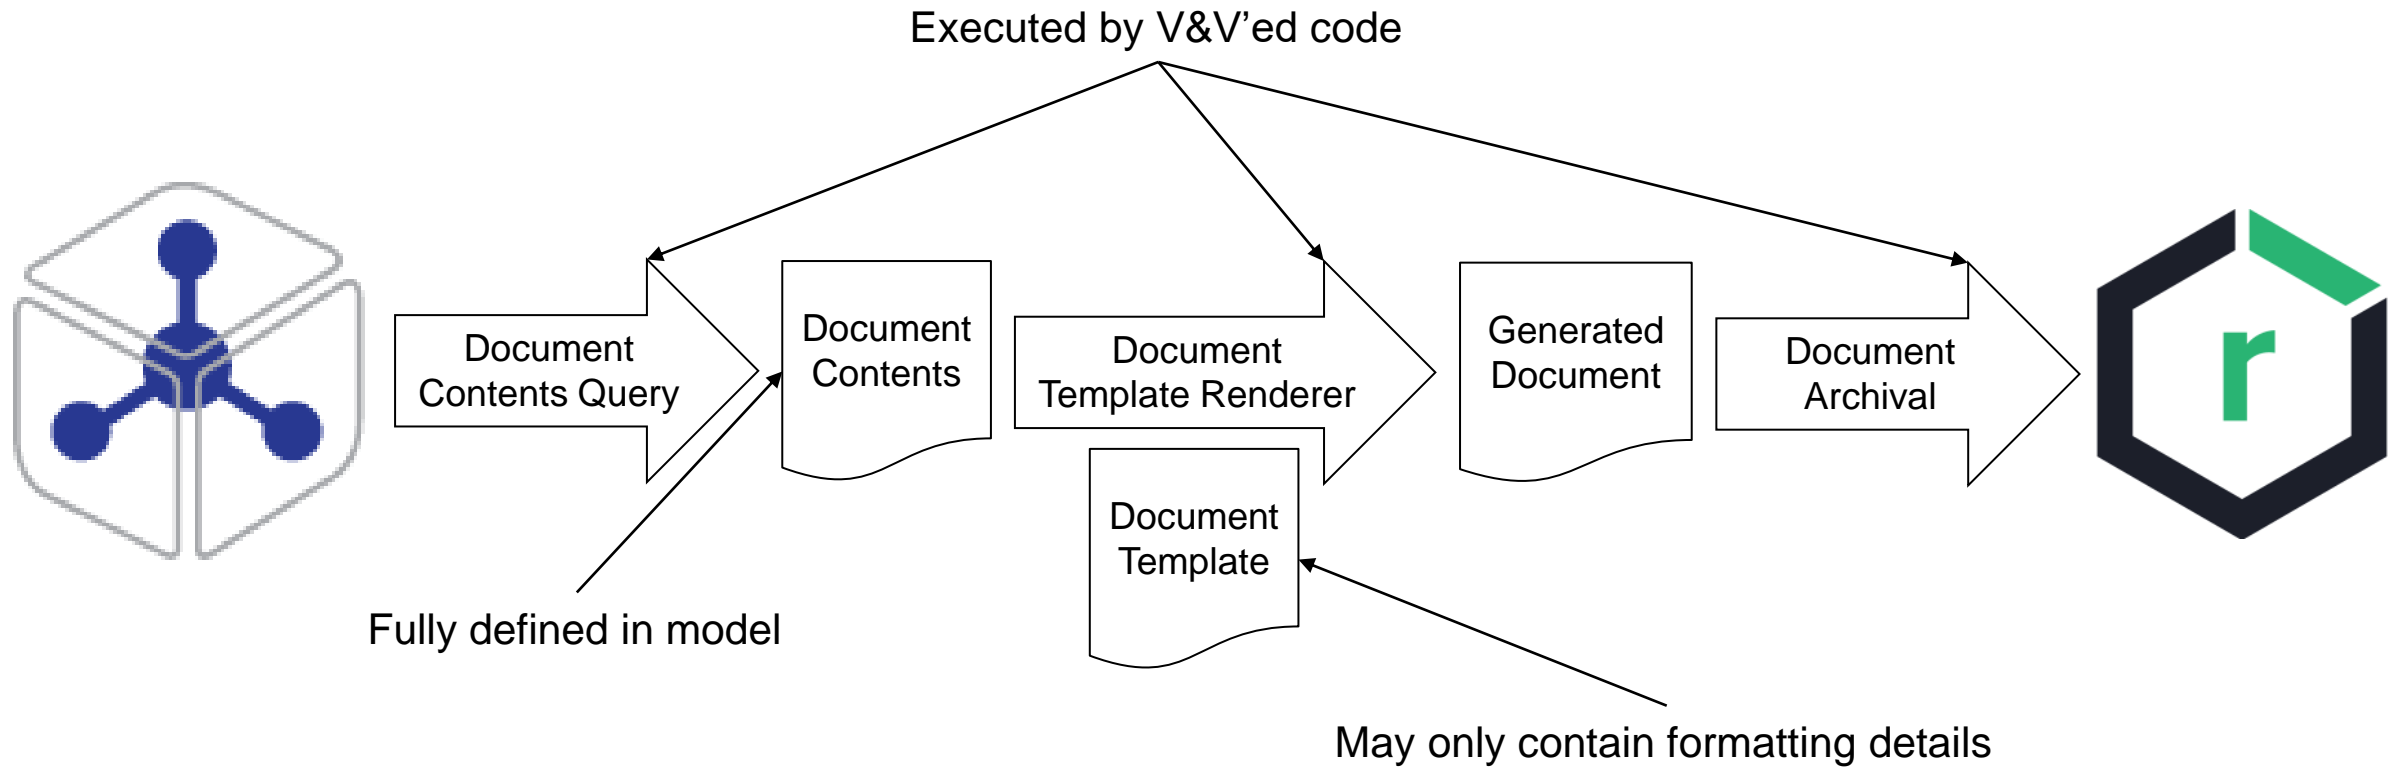 Executed by V&V’ed code
Document
Contents Query
Document
Contents
Document
Template Renderer
Generated
Document
Document
Archival
r
Document
Template
Fully defined in model
May only contain formatting details